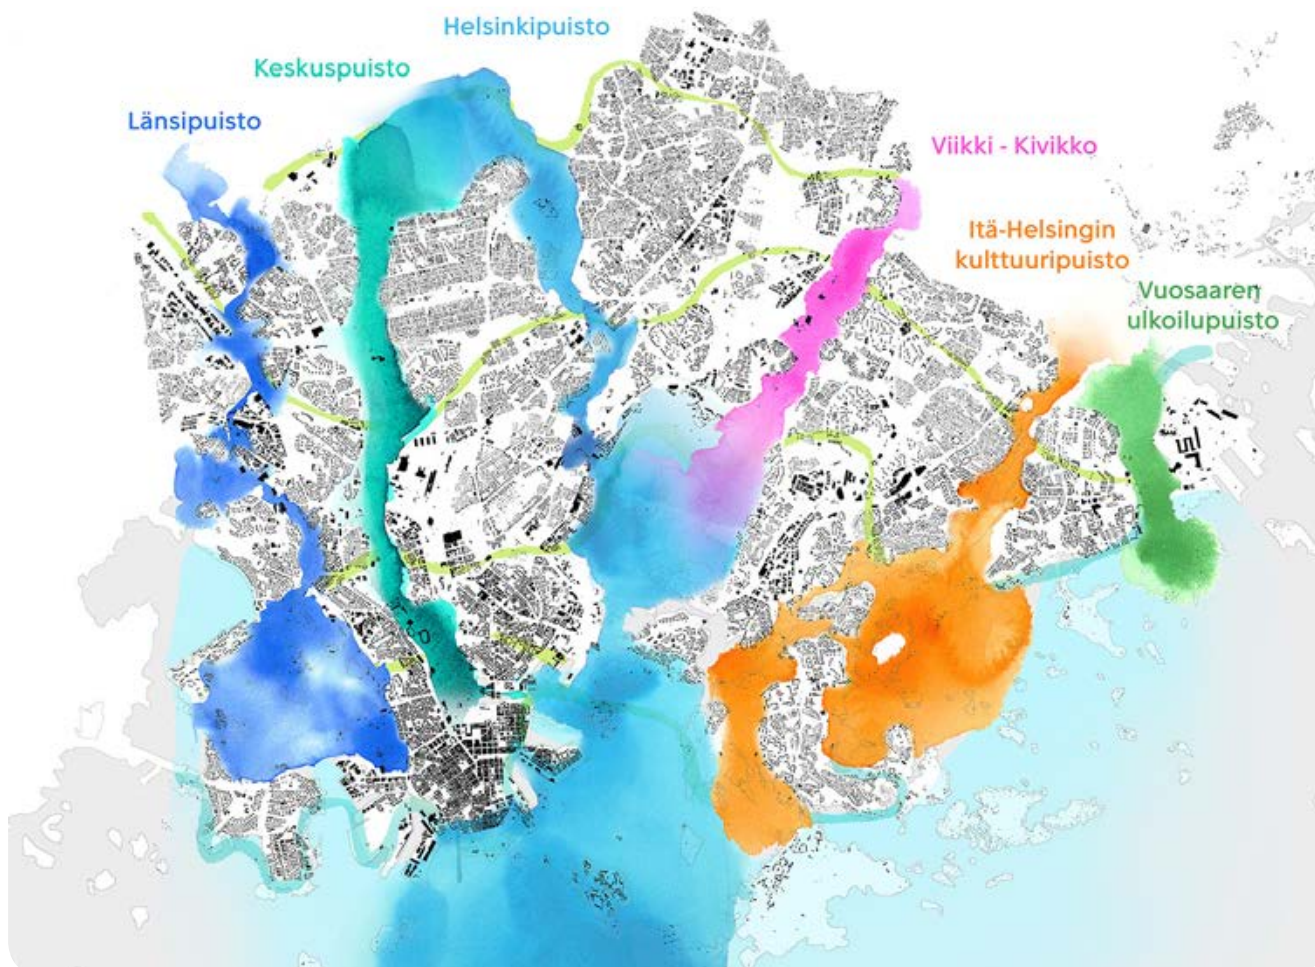 Helsinkipuisto
Keskuspuisto
Länsipuisto
Viikki - Kivikko
Itä-Helsingin
kulttuuripuisto
Vuosaaren
ulkoilupuisto